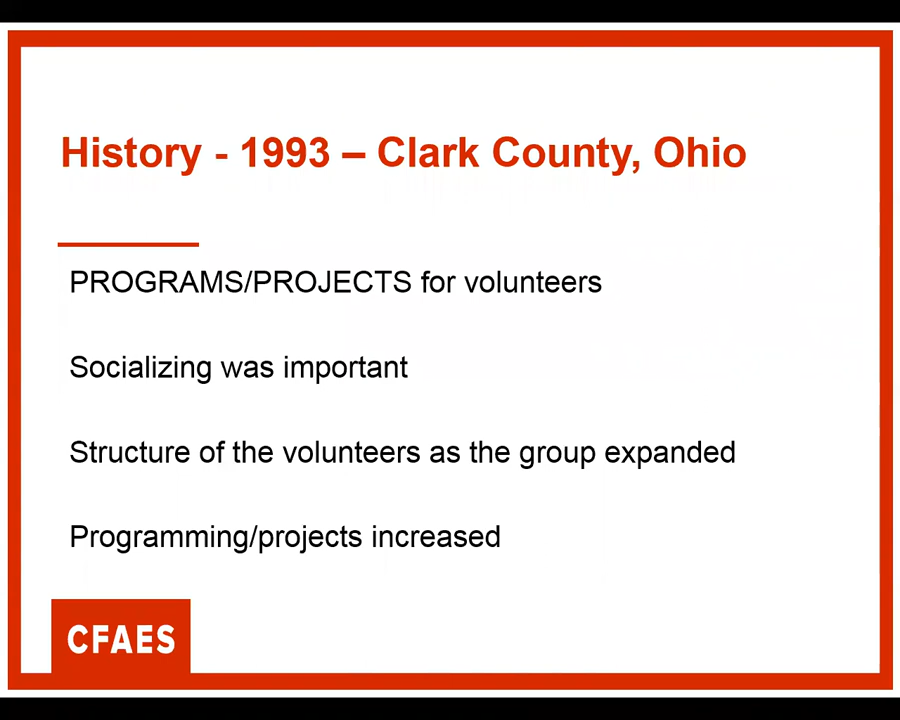 History - 1993 – Clark County, Ohio
PROGRAMS/PROJECTS for volunteers
Socializing was important
Structure of the volunteers as the group expanded
Programming/projects increased
CFAES